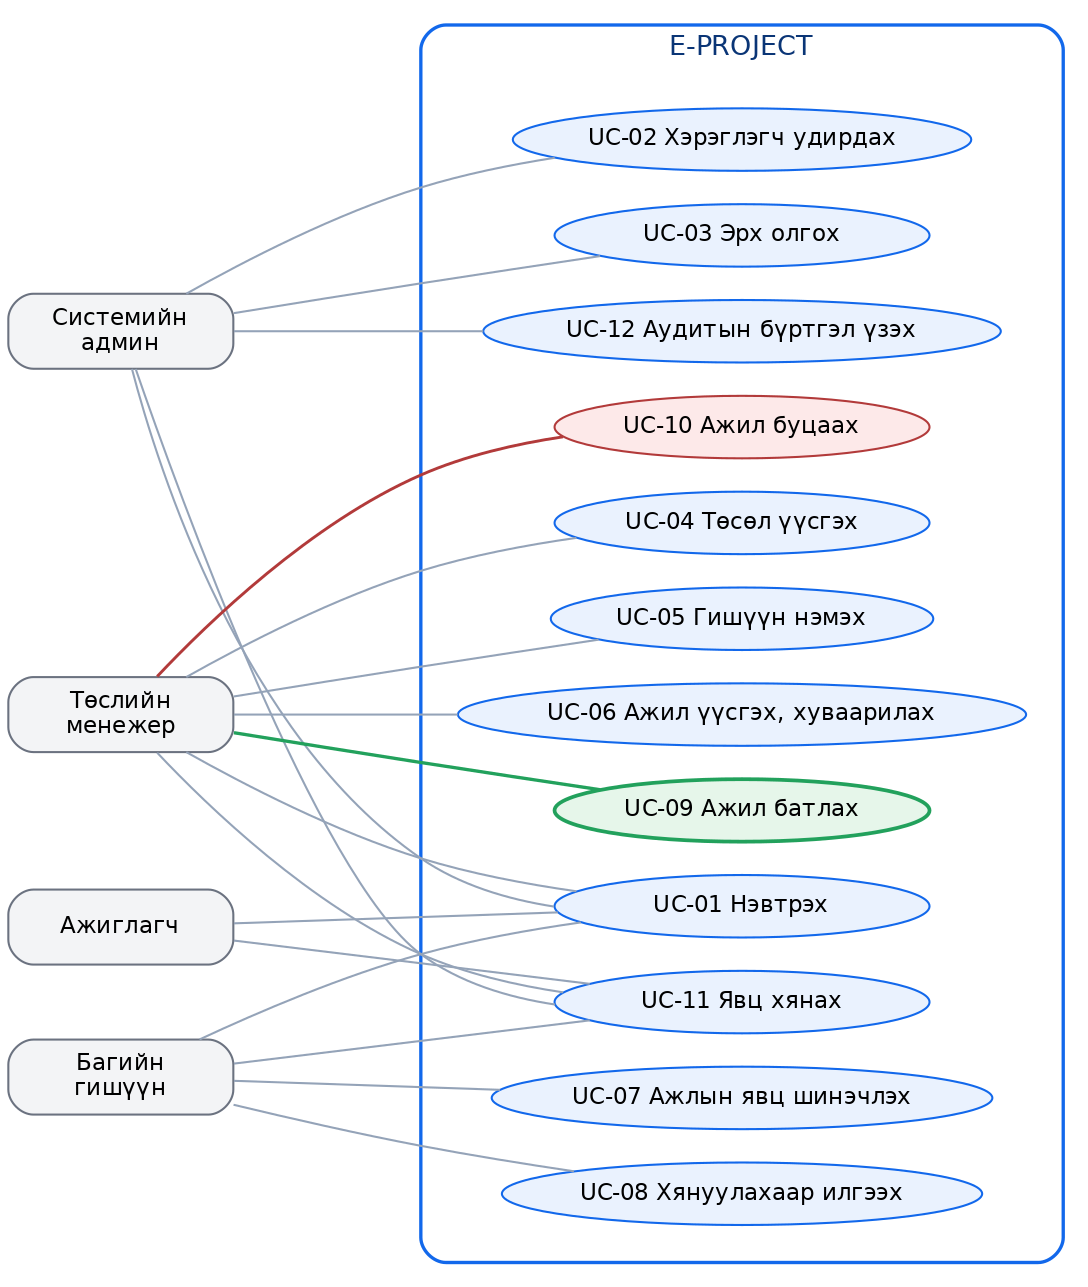 E-PROJECT
UC-02 Хэрэглэгч удирдах
UC-03 Эрх олгох
Системийн
админ
UC-12 Аудитын бүртгэл үзэх
UC-10 Ажил буцаах
UC-04 Төсөл үүсгэх
UC-05 Гишүүн нэмэх
Төслийн
менежер
UC-06 Ажил үүсгэх, хуваарилах
UC-09 Ажил батлах
UC-01 Нэвтрэх
Ажиглагч
UC-11 Явц хянах
Багийн
гишүүн
UC-07 Ажлын явц шинэчлэх
UC-08 Хянуулахаар илгээх